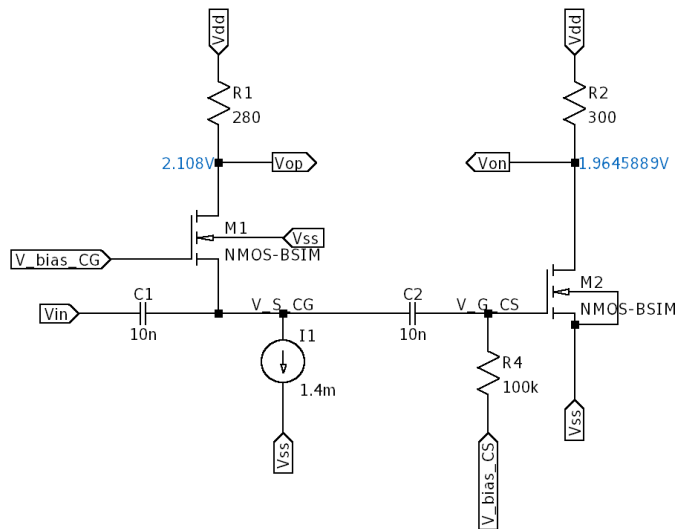 Vdd
Vdd
R1
280
R2
300
2.108V
Vop
Von
1.9645889V
M1
Vss
NMOS-BSIM
V_bias_CG
M2
NMOS-BSIM
C1
V_S_CG
C2
V_G_CS
Vin
10n
I1
10n
R4
100k
1.4m
Vss
Vss
V_bias_CS